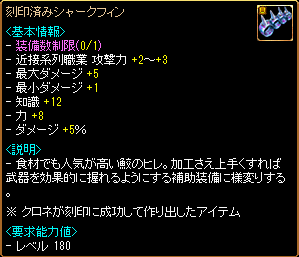 刻印済みシャークフィン
<基本情報>
- 装備数制限(0/1)
- 近接系列職業 攻撃力 +2～+3
- 最大ダメージ +5
- 最小ダメージ +1
- 知識 +12
- 力 +8
- ダメージ +5%
<説明>
- 食材でも人気が高い鮫のヒレ。加工さえ上手くすれば
武器を効果的に握れるようにする補助装備に様変りする
。
※ クロネが刻印に成功して作り出したアイテム
<要求能力値>
- レベル 180